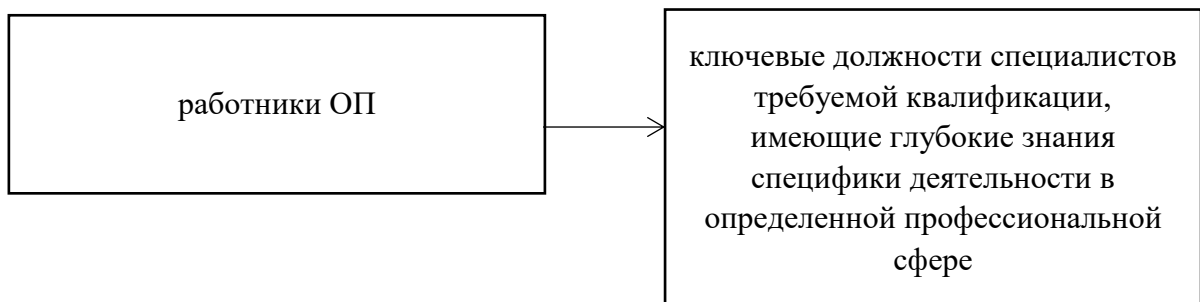 работники ОП
ключевые должности специалистов
требуемой квалификации,
имеющие глубокие знания
специфики деятельности в
определенной профессиональной
сфере